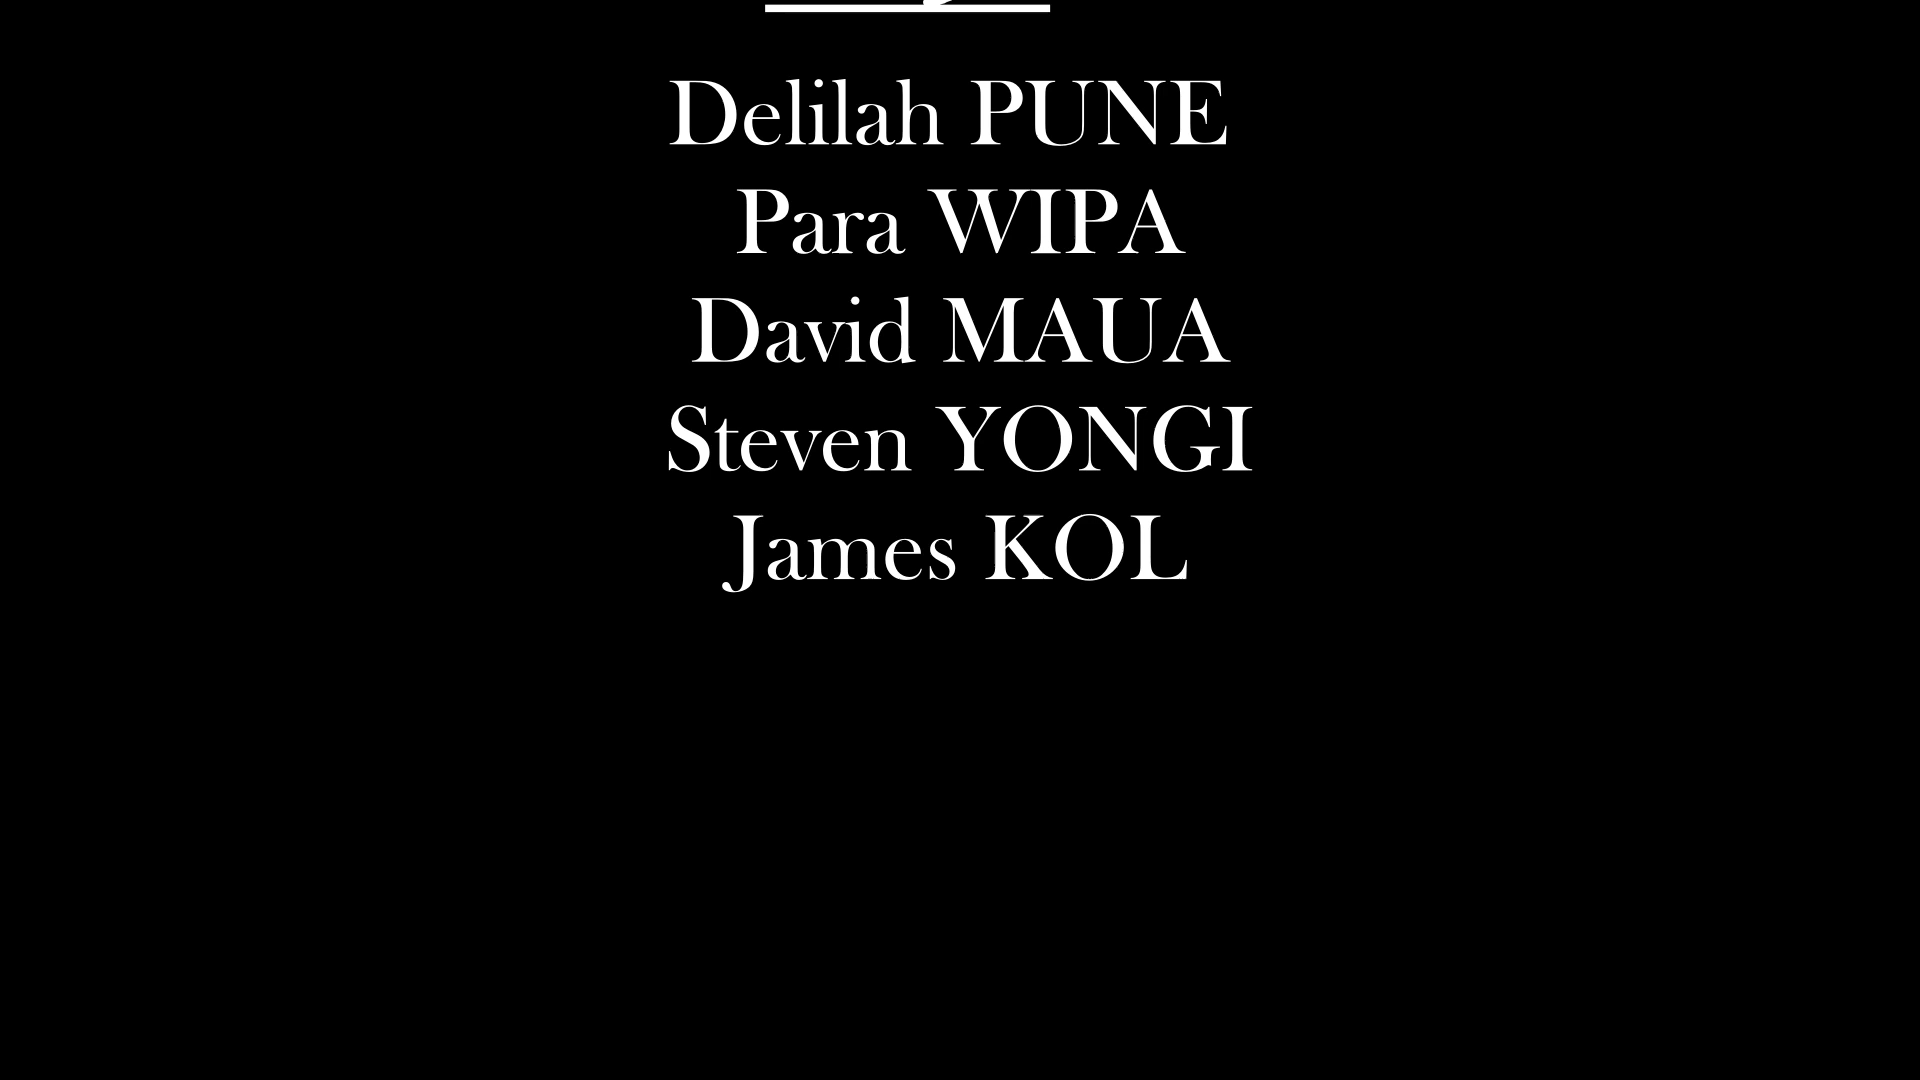 Delilah PUNE
Para WIPA
David MAUA
Steven YONGI
James KOL